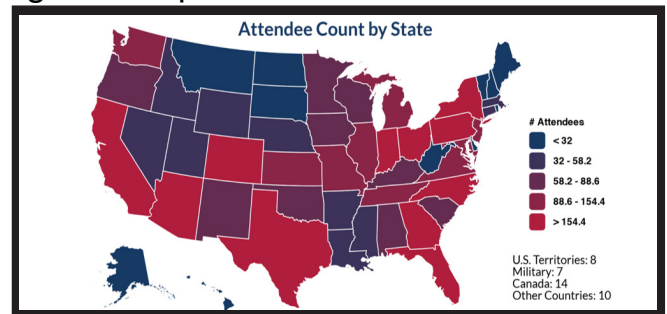 Attendee Count by State
# Attendees
< 32
32 - 58.2
58.2 - 88.6
88.6 - 154.4
> 154.4
U.S. Territories: 8
Military: 7
Canada: 14
Other Countries: 10